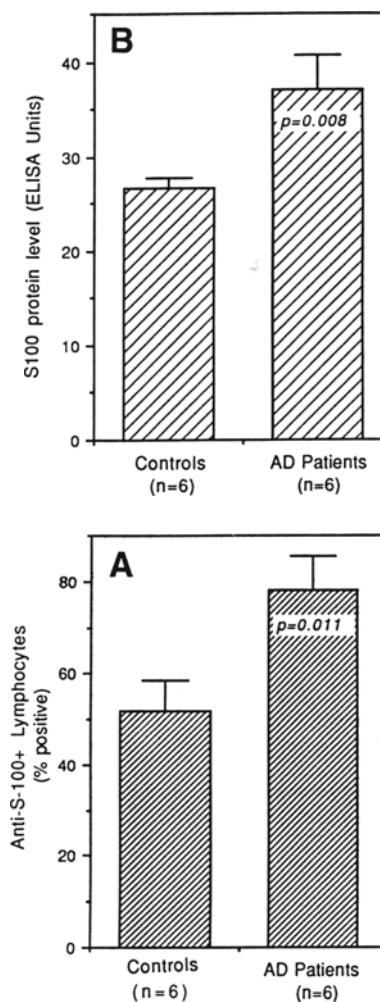 B
S100 protein level (ELISA Units)
40
30
20
10
0
p=0.008
Controls
(n=6)
AD Patients
(n=6)
A
Anti-S-100+ Lymphocytes
(% positive)
80
60
40
20
0
p=0.011
Controls
(n=6)
AD Patients
(n=6)